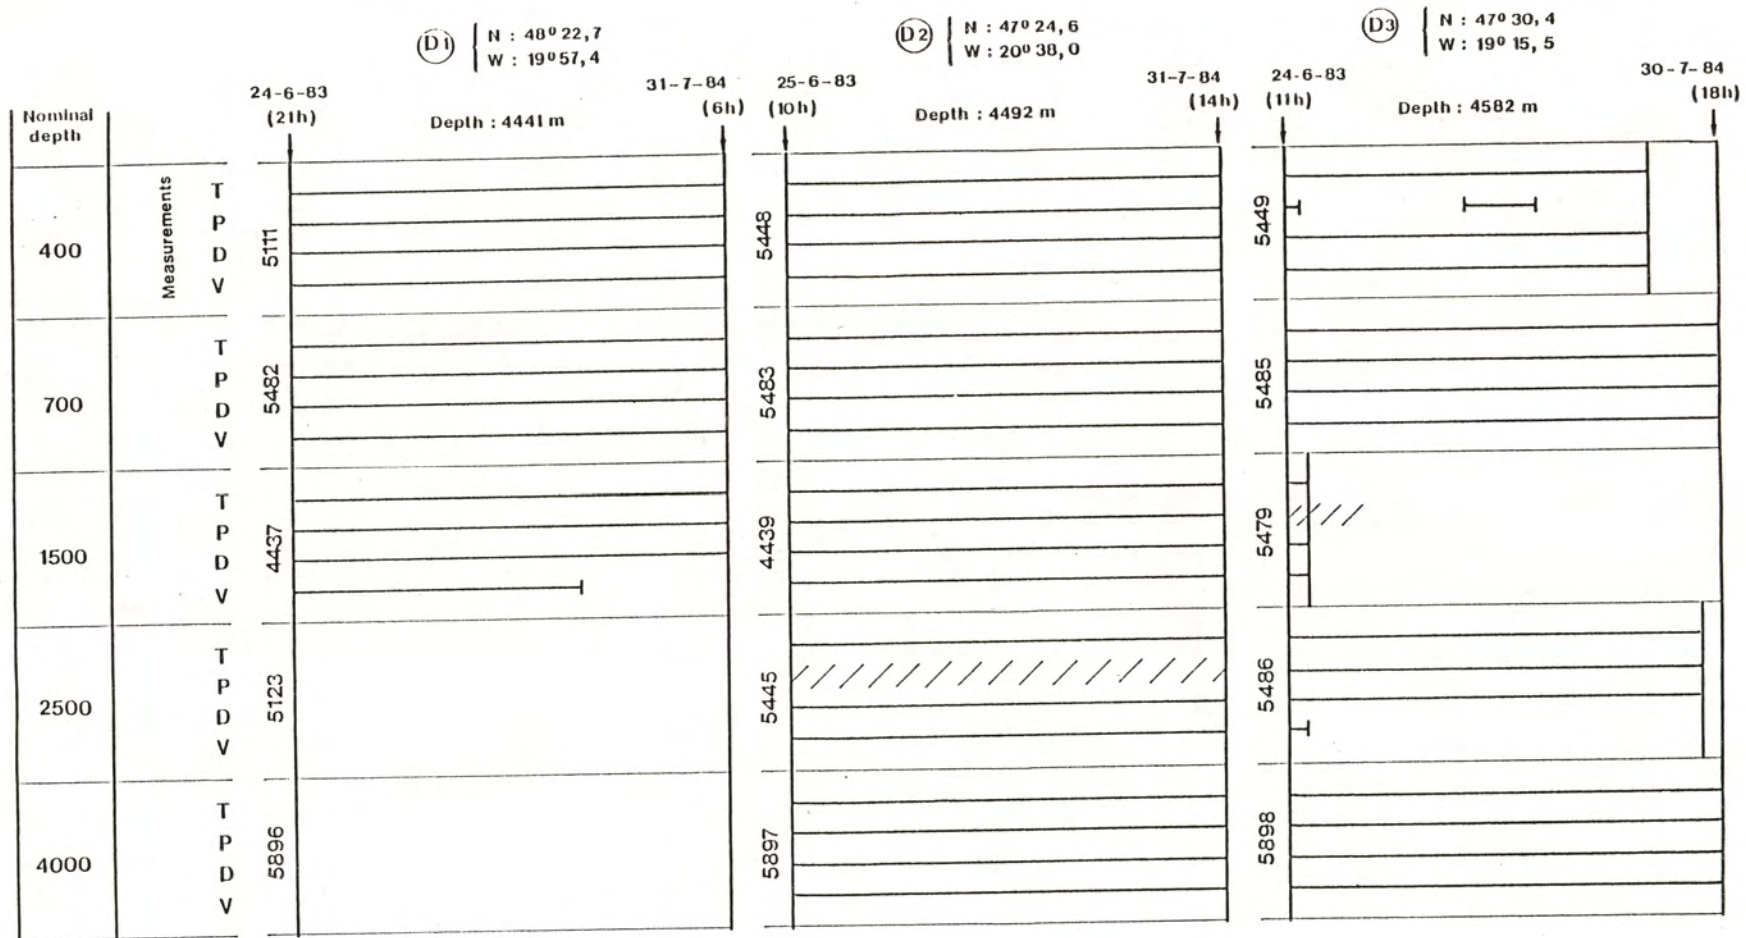 D1 N : 48° 22,7
W : 19° 57,4
D2 N : 47° 24,6
W : 20° 38,0
D3 N : 47° 30,4
W : 19° 15,5
24-6-83 31-7-84 25-6-83 31-7-84 24-6-83 30-7-84
(21h) (6h) (10h) (14h) (11h) (18h)
Depth : 4441 m Depth : 4492 m Depth : 4582 m
Nominal
depth
Measurements
400
T
P
D
V
5111 5448 5449
700
T
P
D
V
5482 5483 5485
1500
T
P
D
V
4437 4439 5479
2500
T
P
D
V
5123 5445 5486
4000
T
P
D
V
5896 5897 5898